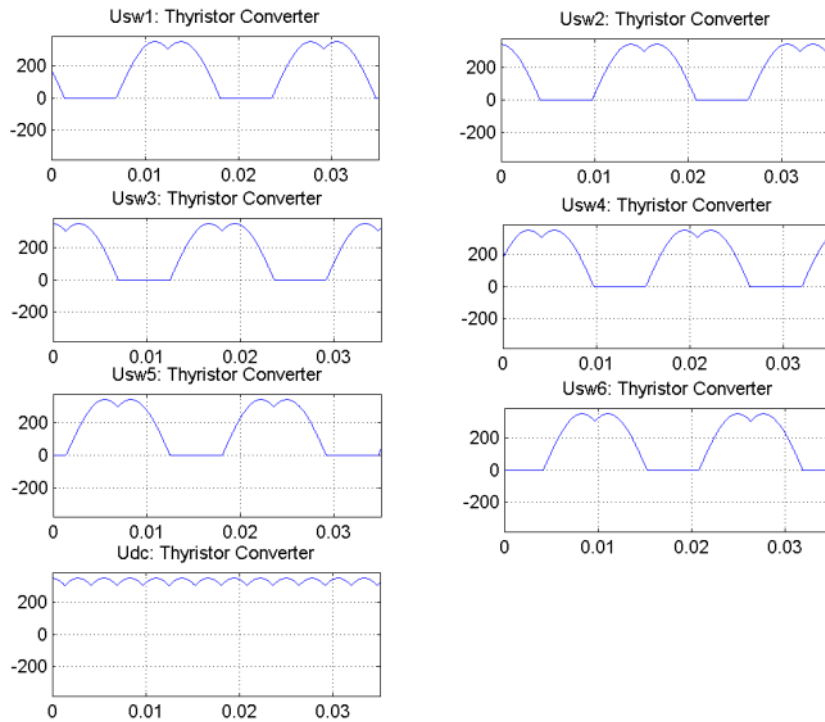 Usw1: Thyristor Converter
200
0
-200
0 0.01 0.02 0.03
Usw2: Thyristor Converter
200
0
-200
0 0.01 0.02 0.03
Usw3: Thyristor Converter
200
0
-200
0 0.01 0.02 0.03
Usw4: Thyristor Converter
200
0
-200
0 0.01 0.02 0.03
Usw5: Thyristor Converter
200
0
-200
0 0.01 0.02 0.03
Usw6: Thyristor Converter
200
0
-200
0 0.01 0.02 0.03
Udc: Thyristor Converter
200
0
-200
0 0.01 0.02 0.03